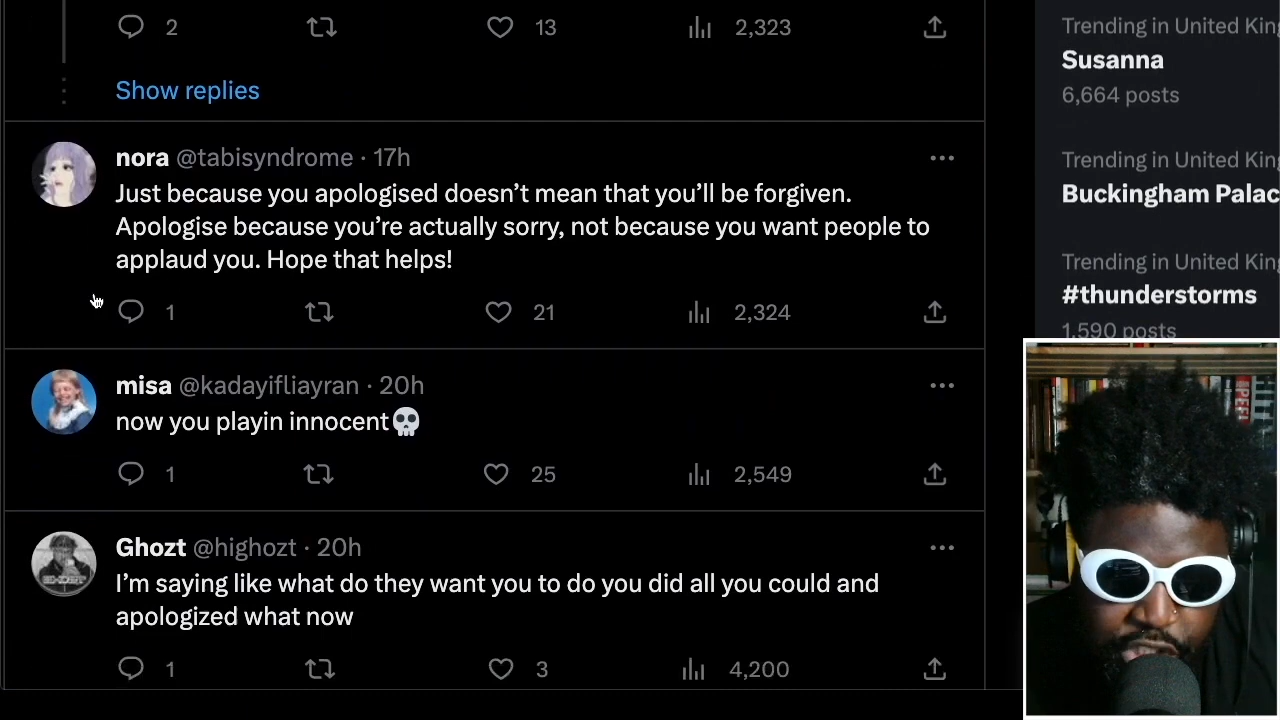 2 13 2,323
Show replies
nora @tabisyndrome · 17h
Just because you apologised doesn’t mean that you’ll be forgiven.
Apologise because you’re actually sorry, not because you want people to
applaud you. Hope that helps!
1 21 2,324
misa @kadayifliayran · 20h
now you playin innocent💀
1 25 2,549
Ghozt @highozt · 20h
I’m saying like what do they want you to do you did all you could and
apologized what now
1 3 4,200
Trending in United King
Susanna
6,664 posts
Trending in United King
Buckingham Palac
Trending in United King
#thunderstorms
1,590 posts